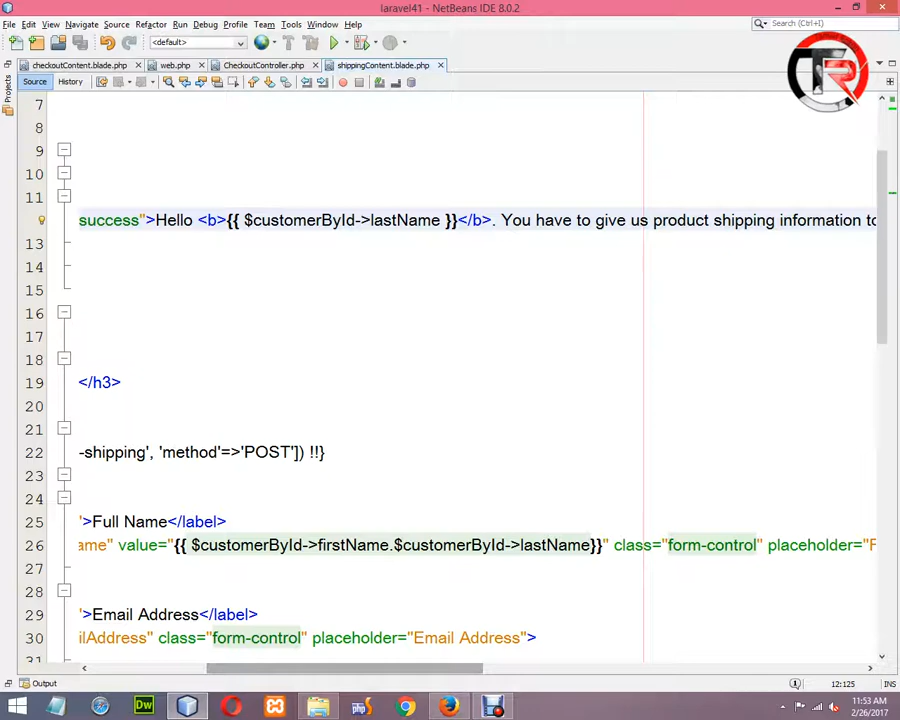 laravel41 - NetBeans IDE 8.0.2
File Edit View Navigate Source Refactor Run Debug Profile Team Tools Window Help
Search (Ctrl+I)
<default>
checkoutContent.blade.php web.php CheckoutController.php shippingContent.blade.php
Source History
Projects
TR
7
8
9
10
11
success">Hello <b>{{ $customerById->lastName }}</b>. You have to give us product shipping information to
13
14
15
16
17
18
19 </h3>
20
21
22 -shipping', 'method'=>'POST']) !!}
23
24
25 '>Full Name</label>
26 ame" value="{{ $customerById->firstName.$customerById->lastName}}" class="form-control" placeholder="F
27
28
29 '>Email Address</label>
30 ilAddress" class="form-control" placeholder="Email Address">
31
Output
12:125 INS
Dw
11:53 AM
2/26/2017